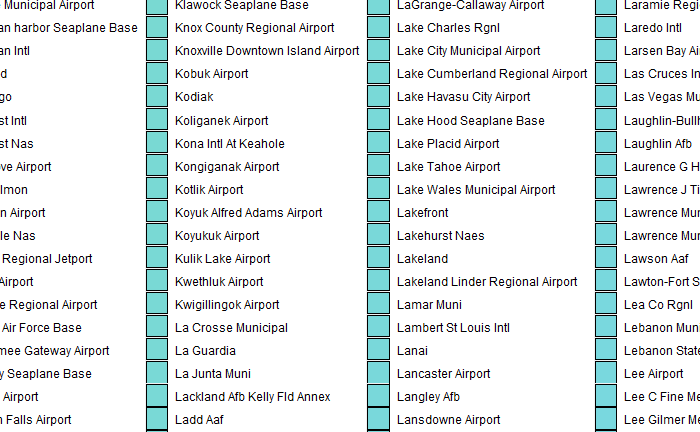 Municipal Airport
an harbor Seaplane Base
an Intl
d
go
st Intl
st Nas
ove Airport
lmon
n Airport
le Nas
Regional Jetport
Airport
e Regional Airport
Air Force Base
mee Gateway Airport
y Seaplane Base
Airport
n Falls Airport
Klawock Seaplane Base
Knox County Regional Airport
Knoxville Downtown Island Airport
Kobuk Airport
Kodiak
Koliganek Airport
Kona Intl At Keahole
Kongiganak Airport
Kotlik Airport
Koyuk Alfred Adams Airport
Koyukuk Airport
Kulik Lake Airport
Kwethluk Airport
Kwigillingok Airport
La Crosse Municipal
La Guardia
La Junta Muni
Lackland Afb Kelly Fld Annex
Ladd Aaf
LaGrange-Callaway Airport
Lake Charles Rgnl
Lake City Municipal Airport
Lake Cumberland Regional Airport
Lake Havasu City Airport
Lake Hood Seaplane Base
Lake Placid Airport
Lake Tahoe Airport
Lake Wales Municipal Airport
Lakefront
Lakehurst Naes
Lakeland
Lakeland Linder Regional Airport
Lamar Muni
Lambert St Louis Intl
Lanai
Lancaster Airport
Langley Afb
Lansdowne Airport
Laramie Regi
Laredo Intl
Larsen Bay Ai
Las Cruces In
Las Vegas Mu
Laughlin-Bullh
Laughlin Afb
Laurence G H
Lawrence J Ti
Lawrence Mur
Lawrence Mur
Lawson Aaf
Lawton-Fort S
Lea Co Rgnl
Lebanon Muni
Lebanon State
Lee Airport
Lee C Fine Me
Lee Gilmer Me